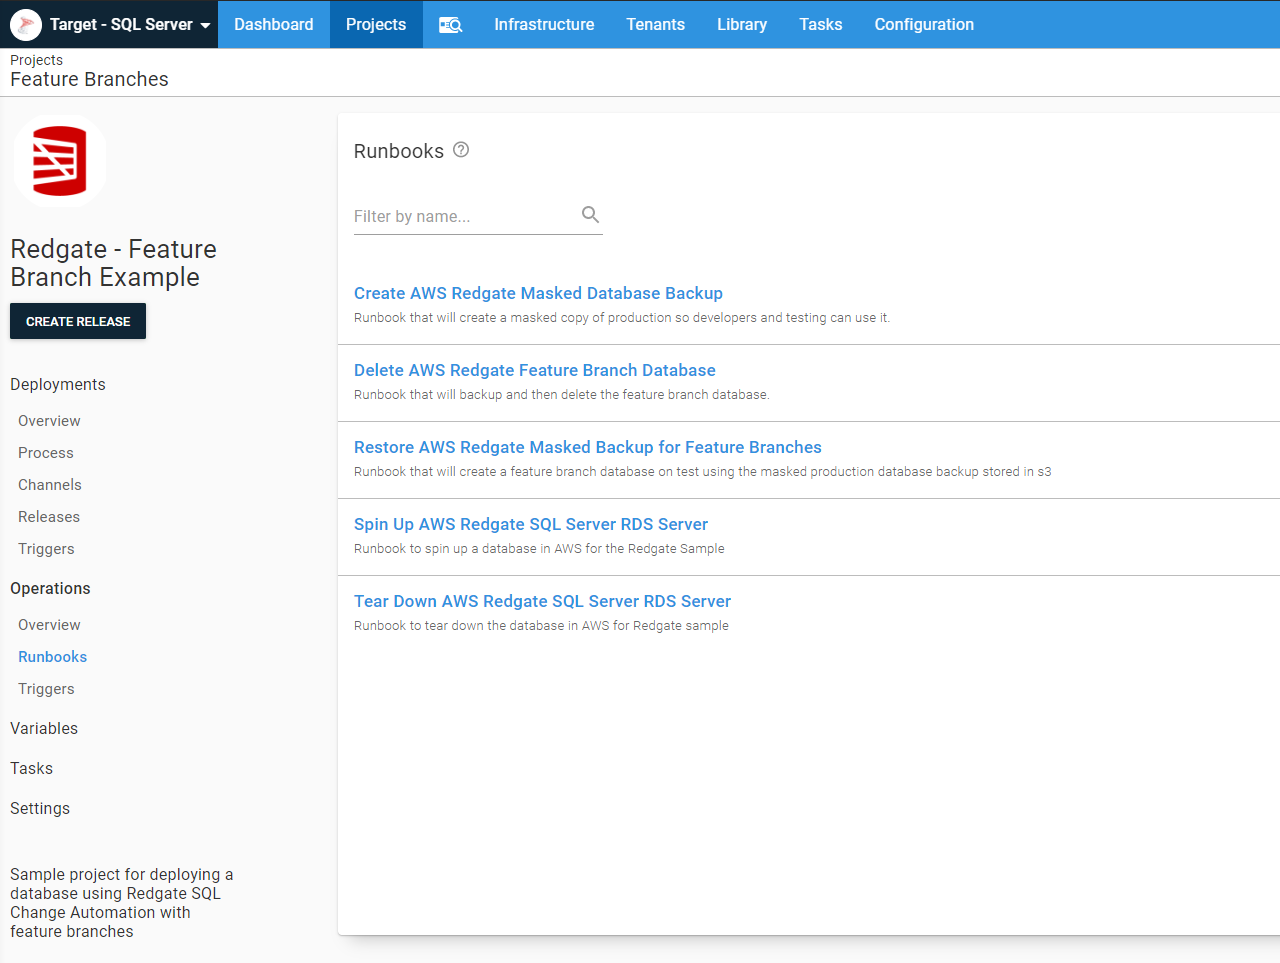 Target - SQL Server
Dashboard
Projects
Infrastructure
Tenants
Library
Tasks
Configuration
Projects
Feature Branches
Redgate - Feature
Branch Example
CREATE RELEASE
Deployments
Overview
Process
Channels
Releases
Triggers
Operations
Overview
Runbooks
Triggers
Variables
Tasks
Settings
Sample project for deploying a
database using Redgate SQL
Change Automation with
feature branches
Runbooks
Filter by name...
Create AWS Redgate Masked Database Backup
Runbook that will create a masked copy of production so developers and testing can use it.
Delete AWS Redgate Feature Branch Database
Runbook that will backup and then delete the feature branch database.
Restore AWS Redgate Masked Backup for Feature Branches
Runbook that will create a feature branch database on test using the masked production database backup stored in s3
Spin Up AWS Redgate SQL Server RDS Server
Runbook to spin up a database in AWS for the Redgate Sample
Tear Down AWS Redgate SQL Server RDS Server
Runbook to tear down the database in AWS for Redgate sample